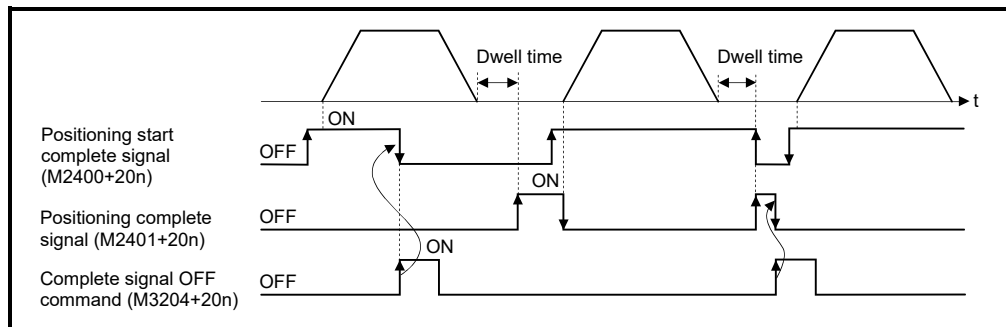 Dwell time
Dwell time
t
ON
Positioning start
complete signal
(M2400+20n)
OFF
ON
Positioning complete
signal (M2401+20n)
OFF
ON
Complete signal OFF
command (M3204+20n)
OFF